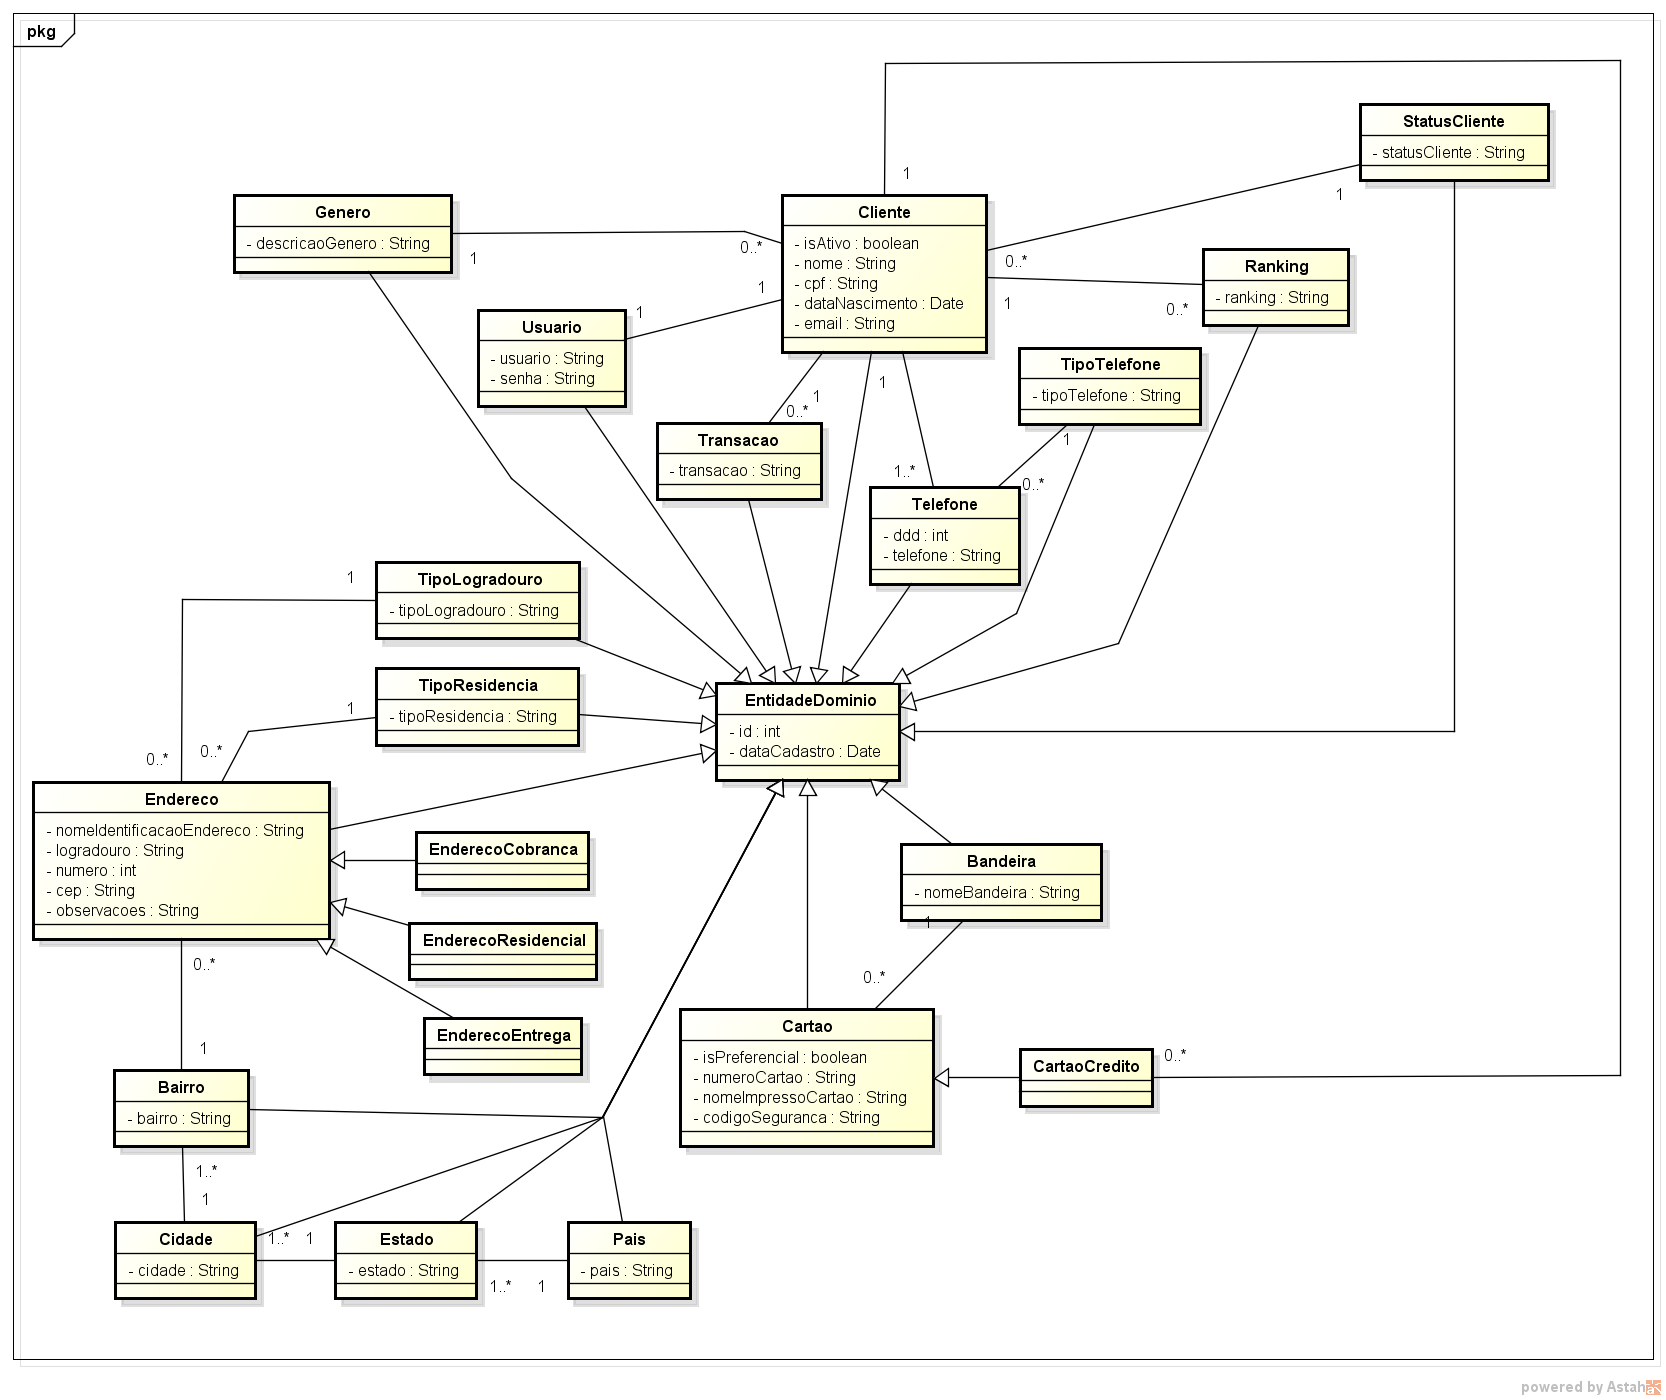 pkg
StatusCliente
- statusCliente : String
1
1
Genero
- descricaoGenero : String
1
0..*
Cliente
- isAtivo : boolean
- nome : String
- cpf : String
- dataNascimento : Date
- email : String
0..*
Ranking
- ranking : String
1
0..*
1
1
Usuario
- usuario : String
- senha : String
TipoTelefone
- tipoTelefone : String
1
1
0..*
Transacao
- transacao : String
1
1..*
0..*
Telefone
- ddd : int
- telefone : String
TipoLogradouro
- tipoLogradouro : String
1
TipoResidencia
- tipoResidencia : String
1
0..*
0..*
EntidadeDominio
- id : int
- dataCadastro : Date
Endereco
- nomeIdentificacaoEndereco : String
- logradouro : String
- numero : int
- cep : String
- observacoes : String
EnderecoCobranca
EnderecoResidencial
EnderecoEntrega
Bandeira
- nomeBandeira : String
1
0..*
0..*
1
Cartao
- isPreferencial : boolean
- numeroCartao : String
- nomeImpressoCartao : String
- codigoSeguranca : String
CartaoCredito
0..*
Bairro
- bairro : String
1..*
1
Cidade
- cidade : String
1..*
1
Estado
- estado : String
1..*
1
Pais
- pais : String
powered by Astah